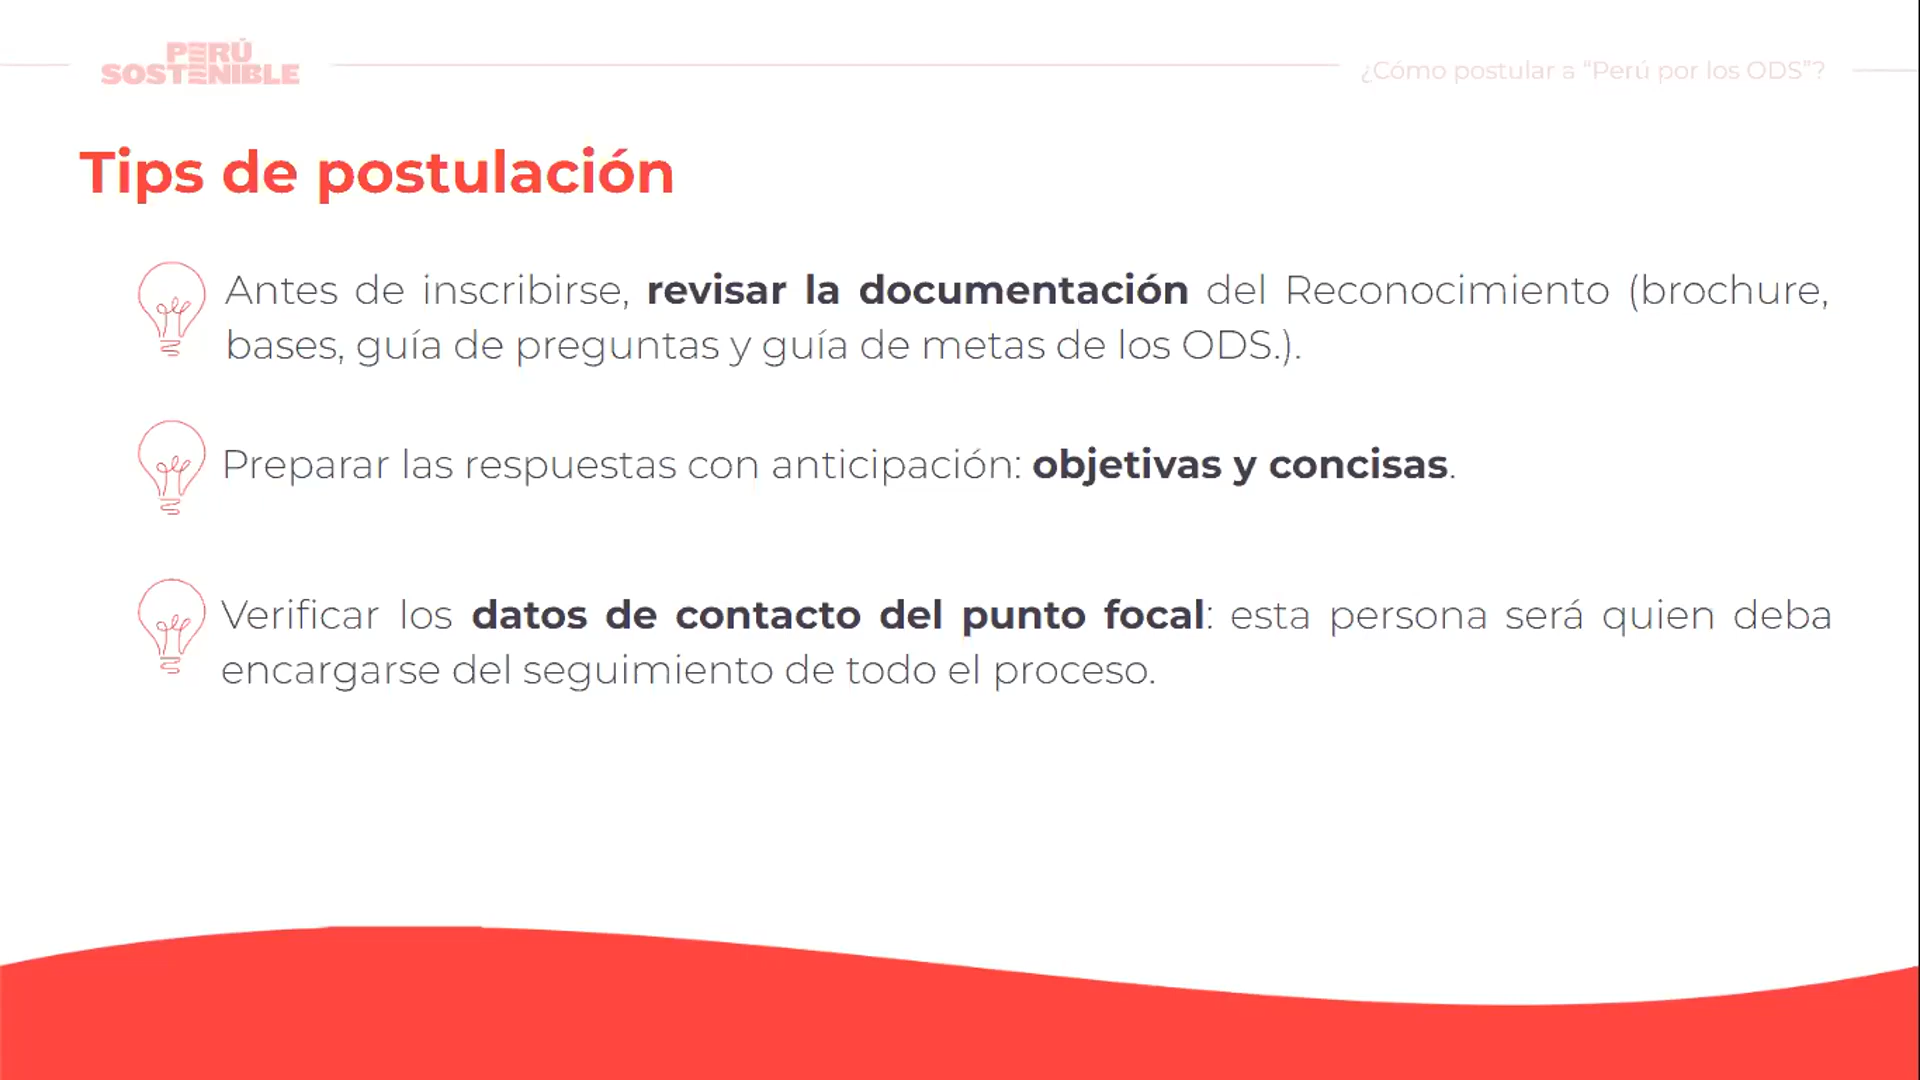 PERÚ
SOSTENIBLE
¿Cómo postular a “Perú por los ODS”?
Tips de postulación
Antes de inscribirse, revisar la documentación del Reconocimiento (brochure,
bases, guía de preguntas y guía de metas de los ODS.).
Preparar las respuestas con anticipación: objetivas y concisas.
Verificar los datos de contacto del punto focal: esta persona será quien deba
encargarse del seguimiento de todo el proceso.